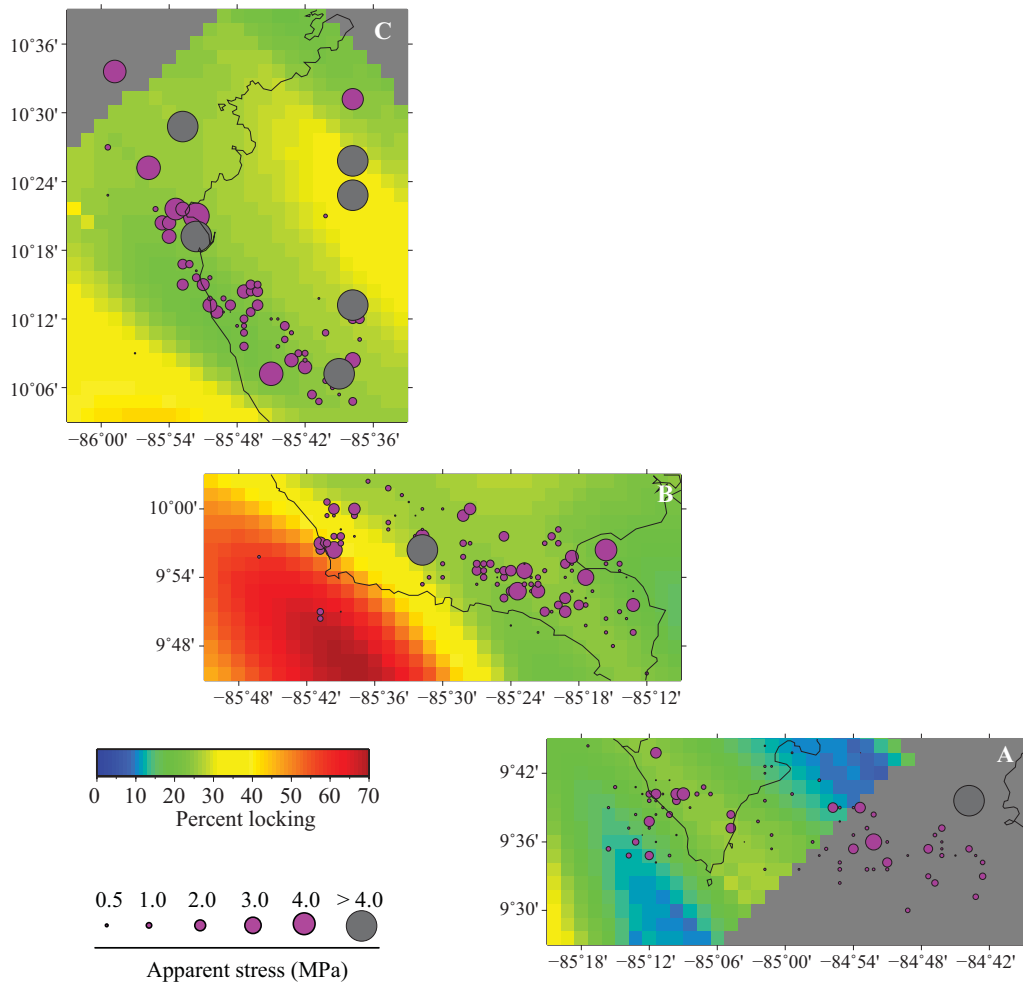 C
10°36'
10°30'
10°24'
10°18'
10°12'
10°06'
−86°00' −85°54' −85°48' −85°42' −85°36'
B
10°00'
9°54'
9°48'
−85°48' −85°42' −85°36' −85°30' −85°24' −85°18' −85°12'
0 10 20 30 40 50 60 70
Percent locking
A
9°42'
9°36'
9°30'
−85°18' −85°12' −85°06' −85°00' −84°54' −84°48' −84°42'
0.5 1.0 2.0 3.0 4.0 > 4.0
Apparent stress (MPa)